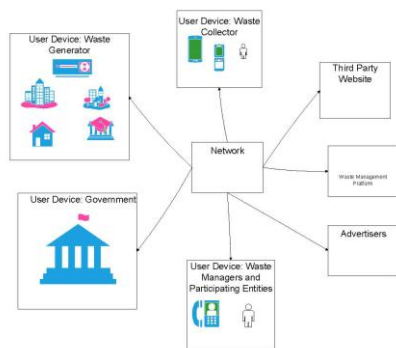 User Device: Waste
Generator
User Device: Waste
Collector
Third Party
Website
Network
Waste Management
Platfrom
User Device: Government
Advertisers
User Device: Waste
Managers and
Participating Entities